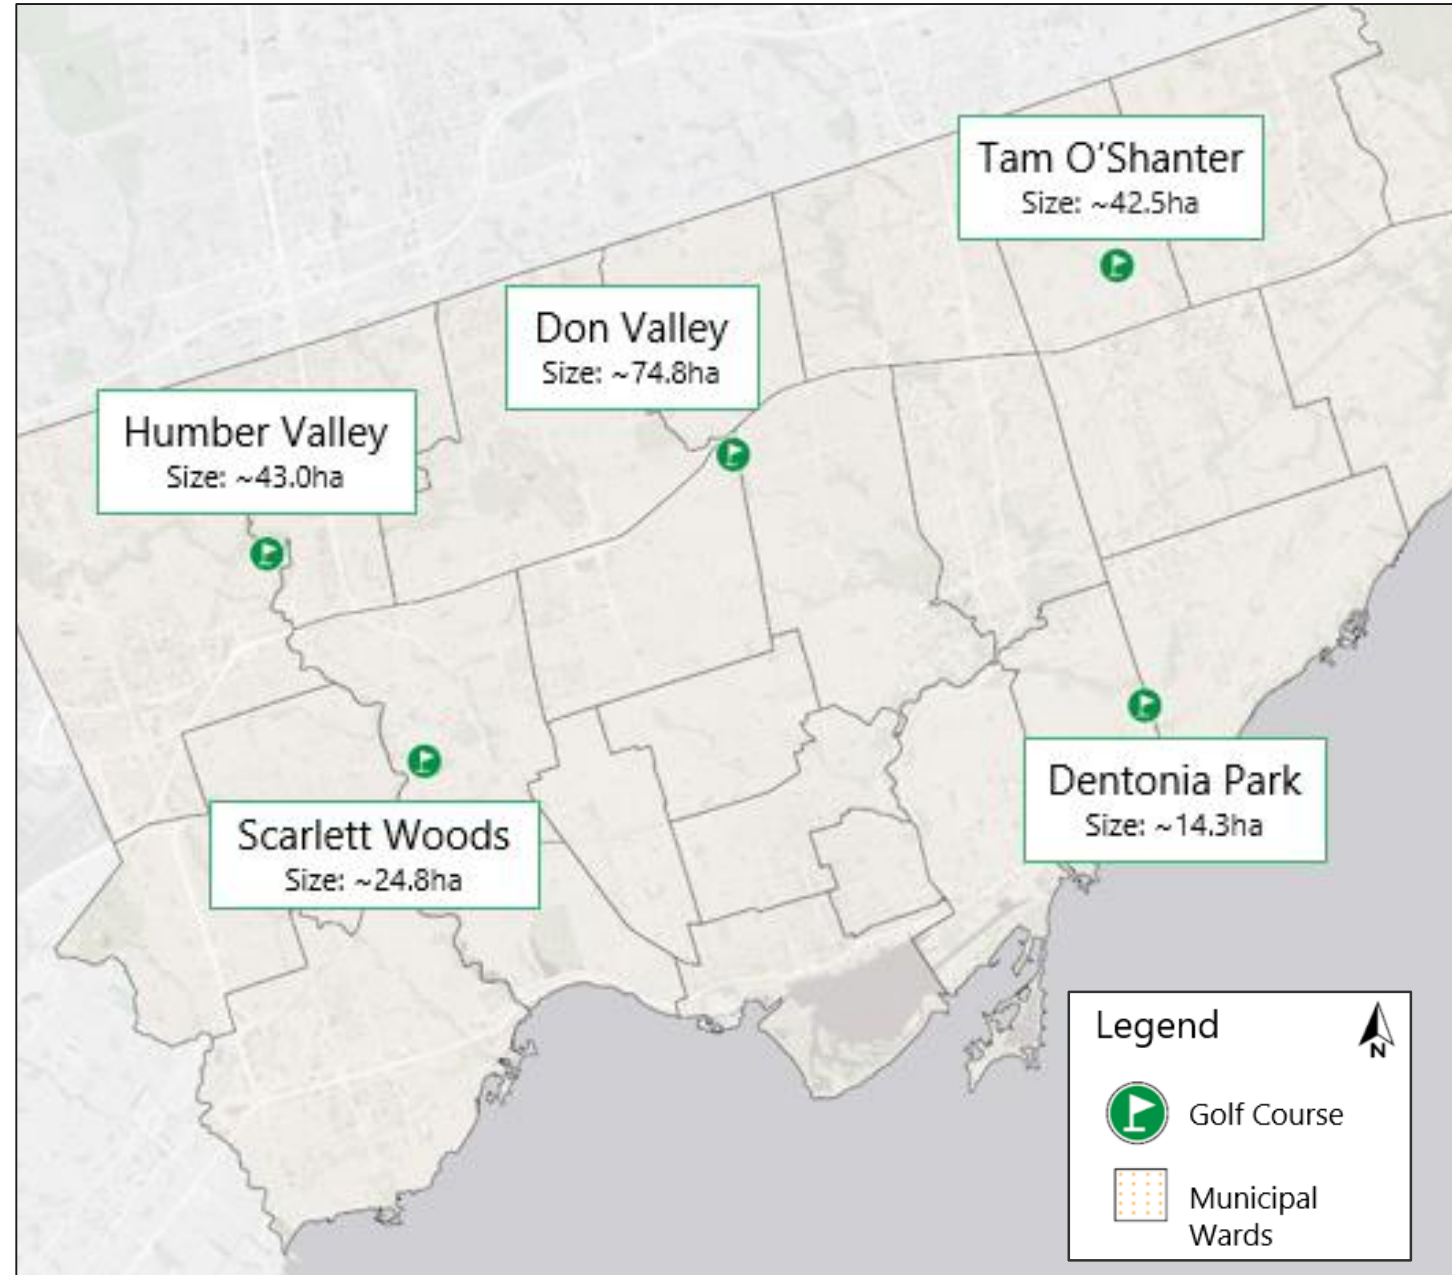 Tam O'Shanter
Size: ~42.5ha
Don Valley
Size: ~74.8ha
Humber Valley
Size: ~43.0ha
Scarlett Woods
Size: ~24.8ha
Dentonia Park
Size: ~14.3ha
Legend
N
Golf Course
Municipal
Wards